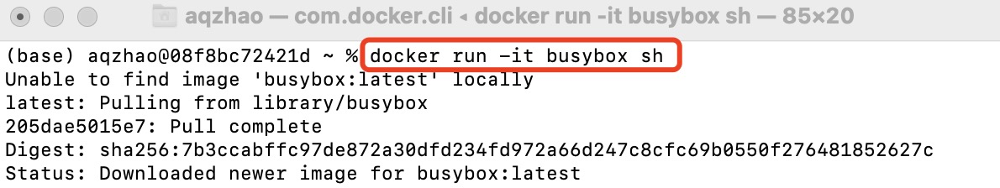 aqzhao — com.docker.cli ◂ docker run -it busybox sh — 85×20
(base) aqzhao@08f8bc72421d ~ % docker run -it busybox sh
Unable to find image 'busybox:latest' locally
latest: Pulling from library/busybox
205dae5015e7: Pull complete
Digest: sha256:7b3ccabffc97de872a30dfd234fd972a66d247c8cfc69b0550f276481852627c
Status: Downloaded newer image for busybox:latest